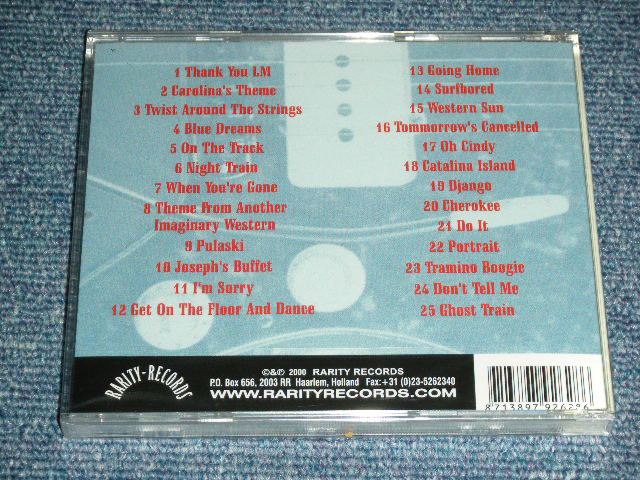 1 Thank You LM
2 Carolina's Theme
3 Twist Around The Strings
4 Blue Dreams
5 On The Track
6 Night Train
7 When You're Gone
8 Theme From Another
Imaginary Western
9 Pulaski
10 Joseph's Buffet
11 I'm Sorry
12 Get On The Floor And Dance
13 Going Home
14 Surfbored
15 Western Sun
16 Tommorrow's Cancelled
17 Oh Cindy
18 Catalina Island
19 Django
20 Cherokee
21 Do It
22 Portrait
23 Tramino Boogie
24 Don't Tell Me
25 Ghost Train
RARITY-RECORDS
©&℗ 2000 RARITY RECORDS
P.O. Box 656, 2003 RR Haarlem, Holland Fax:+31 (0)23-5262340
WWW.RARITYRECORDS.COM
8 713897 926296